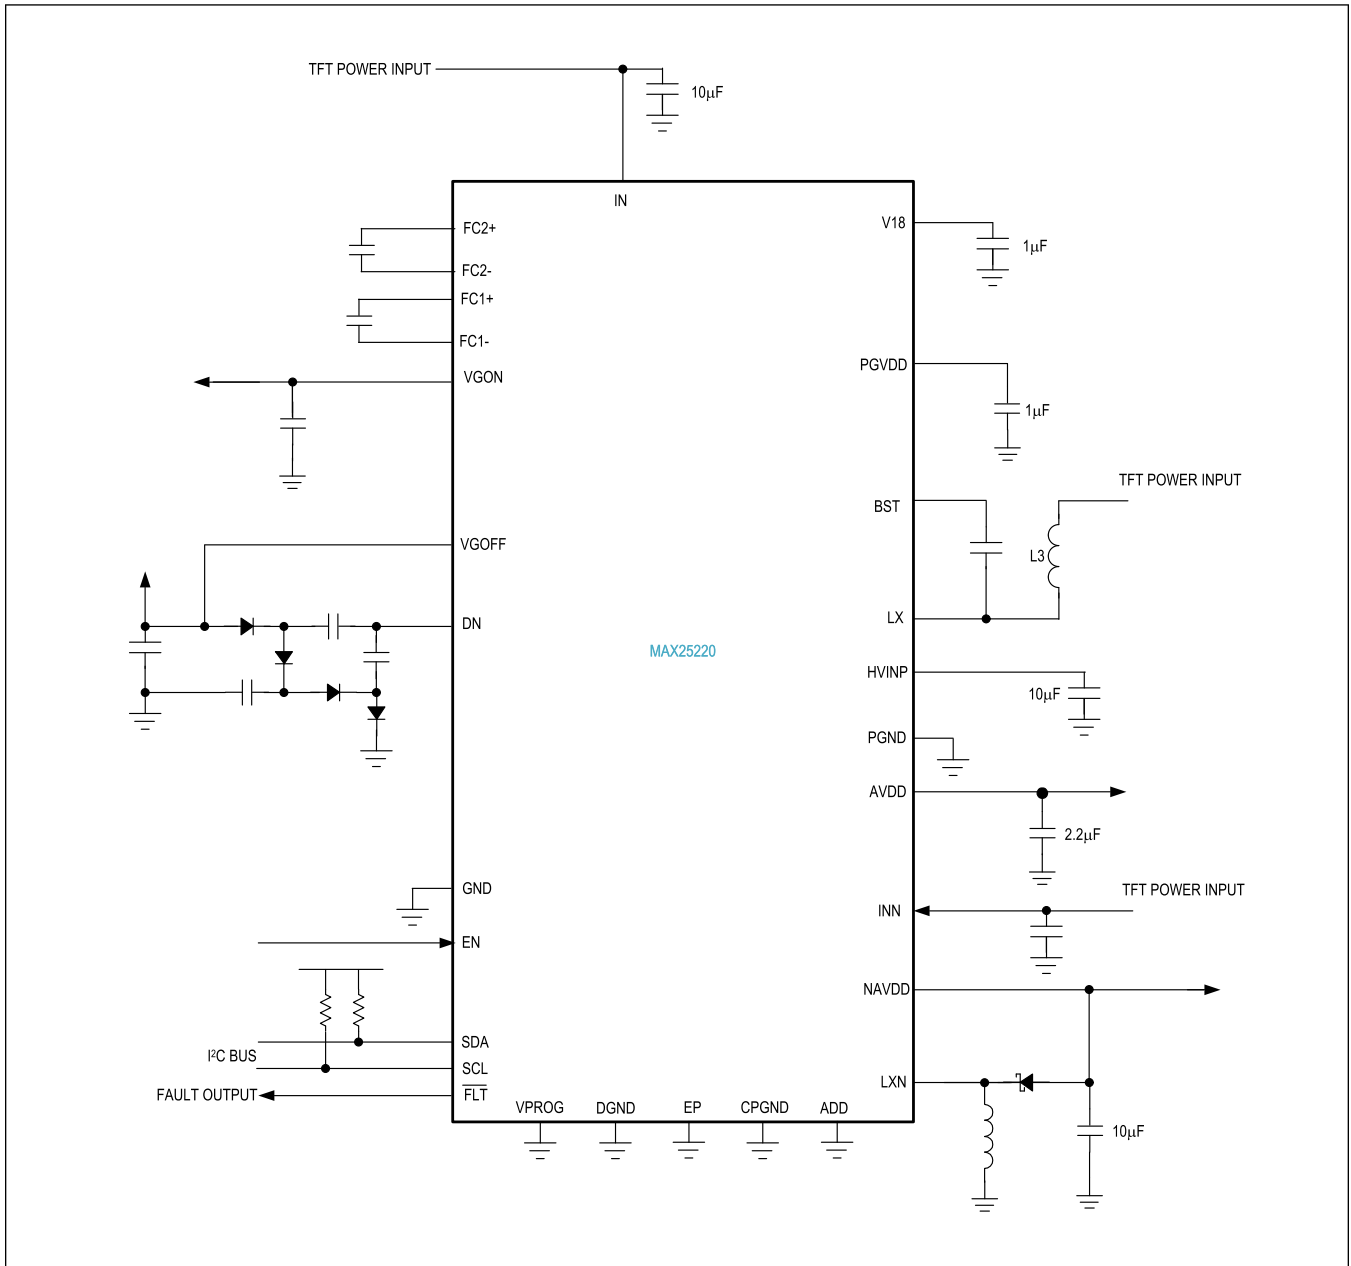 TFT POWER INPUT
10μF
IN
FC2+
V18
1μF
FC2-
FC1+
FC1-
PGVDD
VGON
1μF
TFT POWER INPUT
BST
VGOFF
L3
LX
DN
MAX25220
HVINP
10μF
PGND
AVDD
2.2μF
GND
TFT POWER INPUT
INN
EN
NAVDD
SDA
I²C BUS
SCL
LXN
FAULT OUTPUT
FLT
VPROG
DGND
EP
CPGND
ADD
10μF